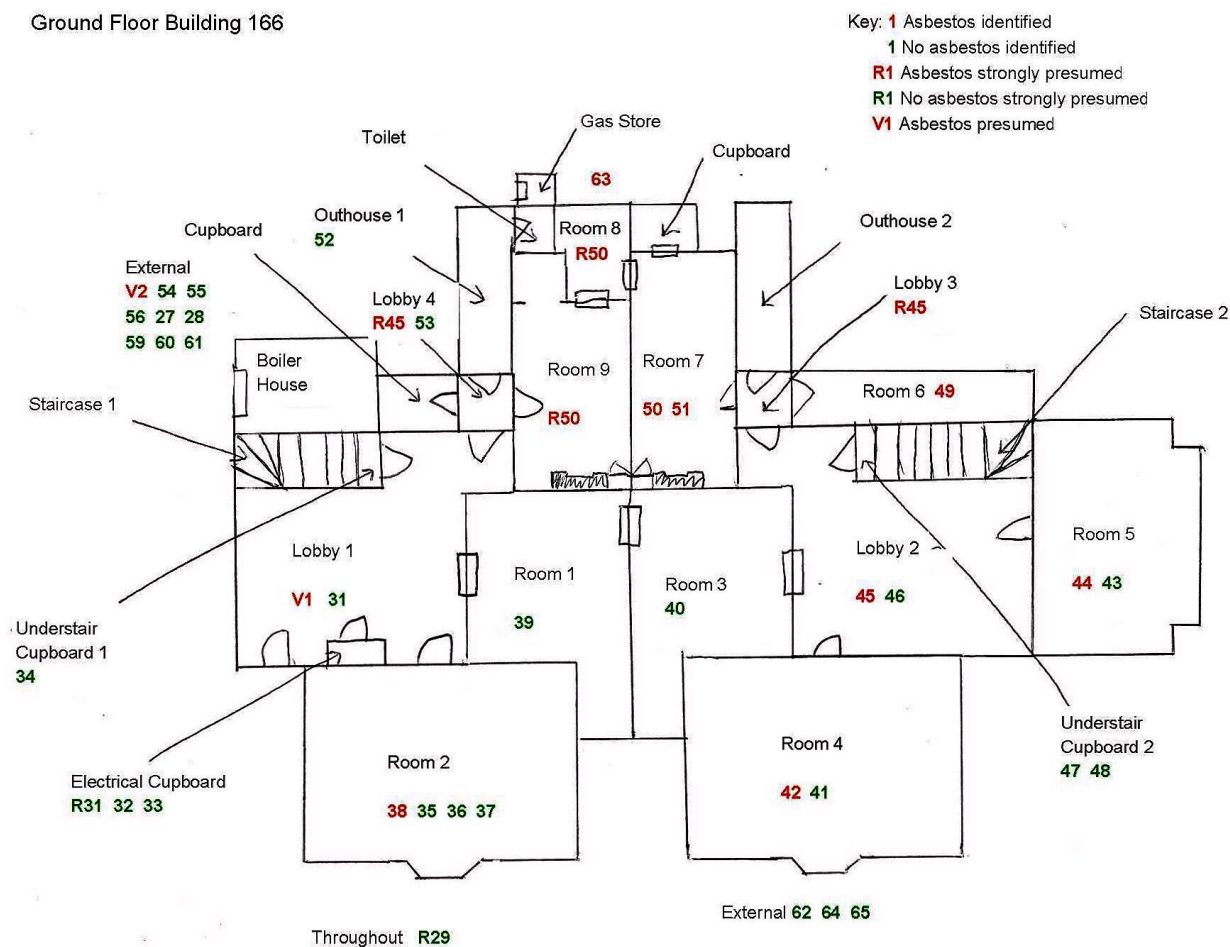 Ground Floor Building 166
Key: 1 Asbestos identified
1 No asbestos identified
R1 Asbestos strongly presumed
R1 No asbestos strongly presumed
V1 Asbestos presumed
Gas Store
Toilet
Cupboard
63
Outhouse 1
52
Room 8
R50
Outhouse 2
Cupboard
External
V2 54 55
56 27 28
59 60 61
Lobby 4
R45 53
Lobby 3
R45
Staircase 2
Boiler
House
Room 9
R50
Room 7
50 51
Room 6 49
Staircase 1
Lobby 1
V1 31
Room 1
39
Room 3
40
Lobby 2
45 46
Room 5
44 43
Understair
Cupboard 1
34
Understair
Cupboard 2
47 48
Electrical Cupboard
R31 32 33
Room 2
38 35 36 37
Room 4
42 41
External 62 64 65
Throughout R29